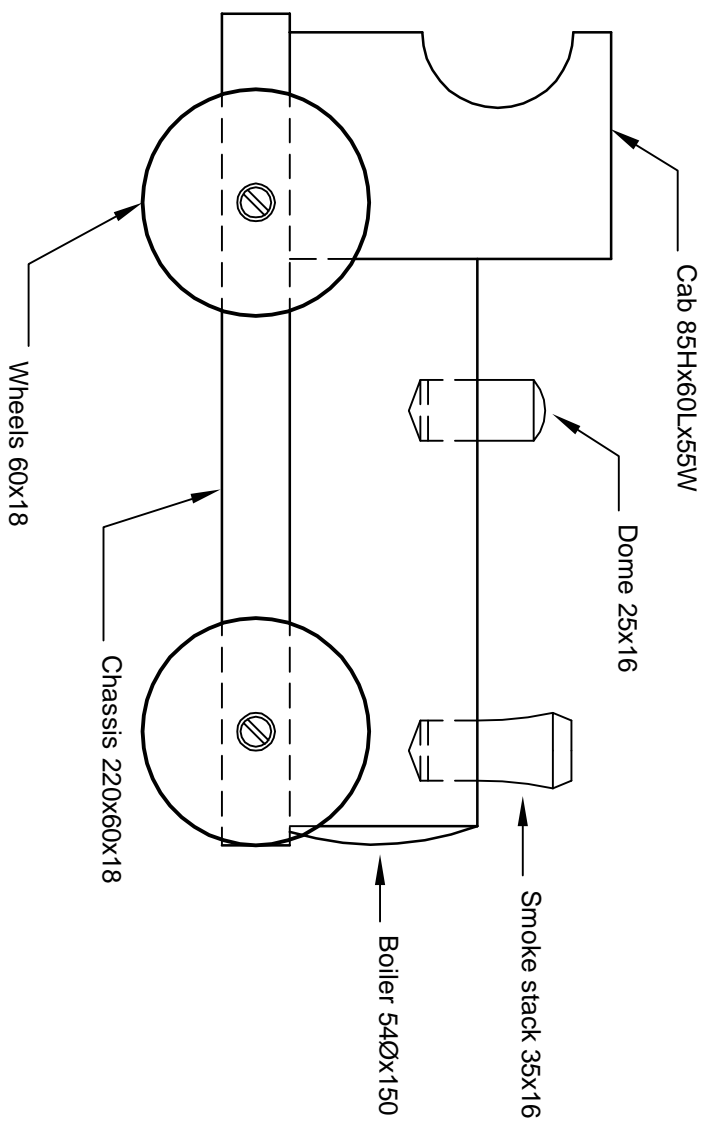 Cab 85Hx60Lx55W
Dome 25x16
Smoke stack 35x16
Boiler 54Øx150
Chassis 220x60x18
Wheels 60x18